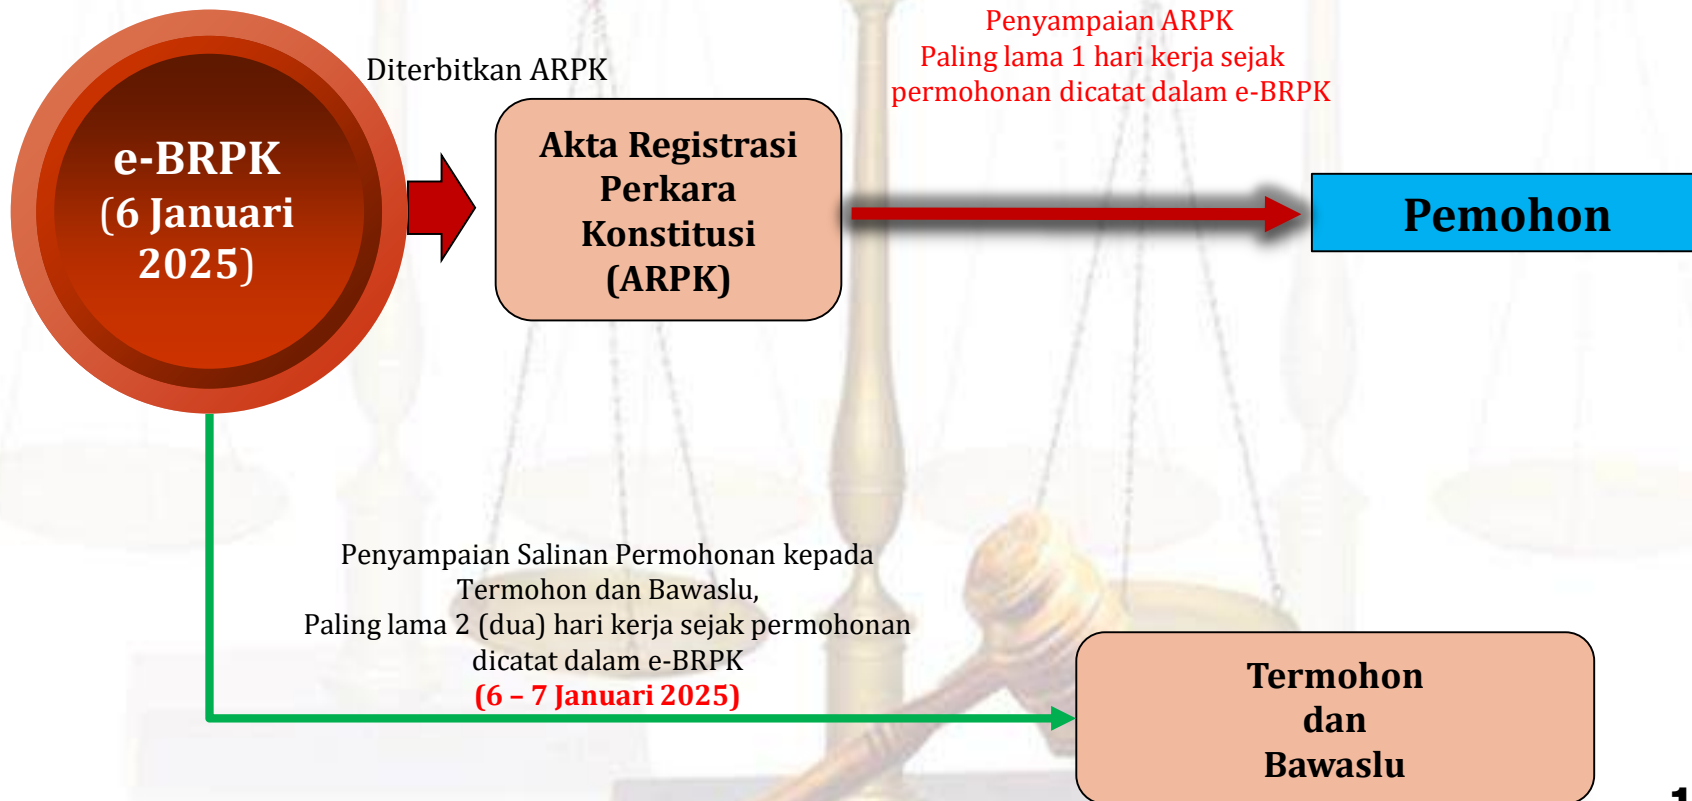 Penyampaian ARPK
Paling lama 1 hari kerja sejak
permohonan dicatat dalam e-BRPK
Diterbitkan ARPK
e-BRPK
(6 Januari
2025)
Akta Registrasi
Perkara
Konstitusi
(ARPK)
Pemohon
Penyampaian Salinan Permohonan kepada
Termohon dan Bawaslu,
Paling lama 2 (dua) hari kerja sejak permohonan
dicatat dalam e-BRPK
(6 – 7 Januari 2025)
Termohon
dan
Bawaslu